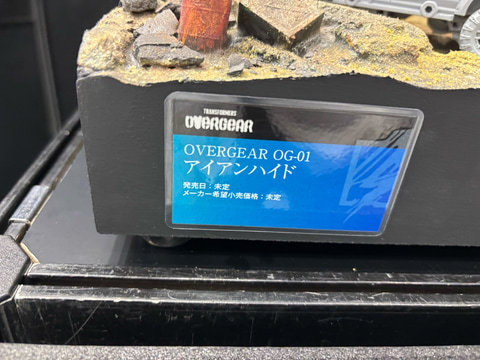 TRANSFORMERS
OVERGEAR
OVERGEAR OG-01
アイアンハイド
発売日：未定
メーカー希望小売価格：未定